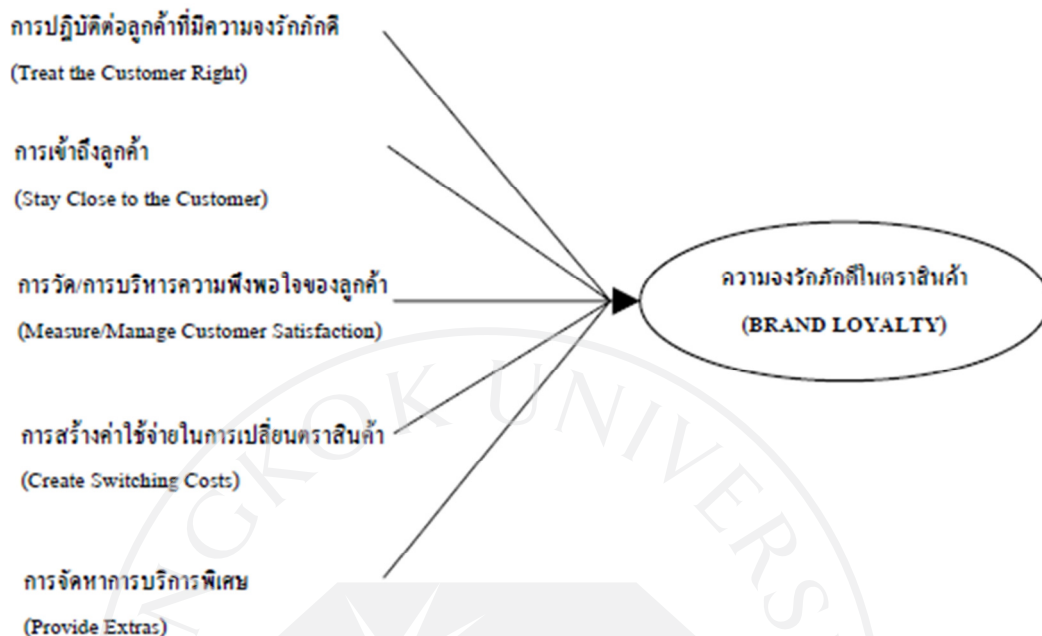 การปฏิบัติต่อลูกค้าที่มีความจงรักภักดี
(Treat the Customer Right)
การเข้าถึงลูกค้า
(Stay Close to the Customer)
การวัด/การบริหารความพึงพอใจของลูกค้า
(Measure/Manage Customer Satisfaction)
การสร้างค่าใช้จ่ายในการเปลี่ยนตราสินค้า
(Create Switching Costs)
การจัดหาการบริการพิเศษ
(Provide Extras)
ความจงรักภักดีในตราสินค้า
(BRAND LOYALTY)
NGKOK UNIVERS